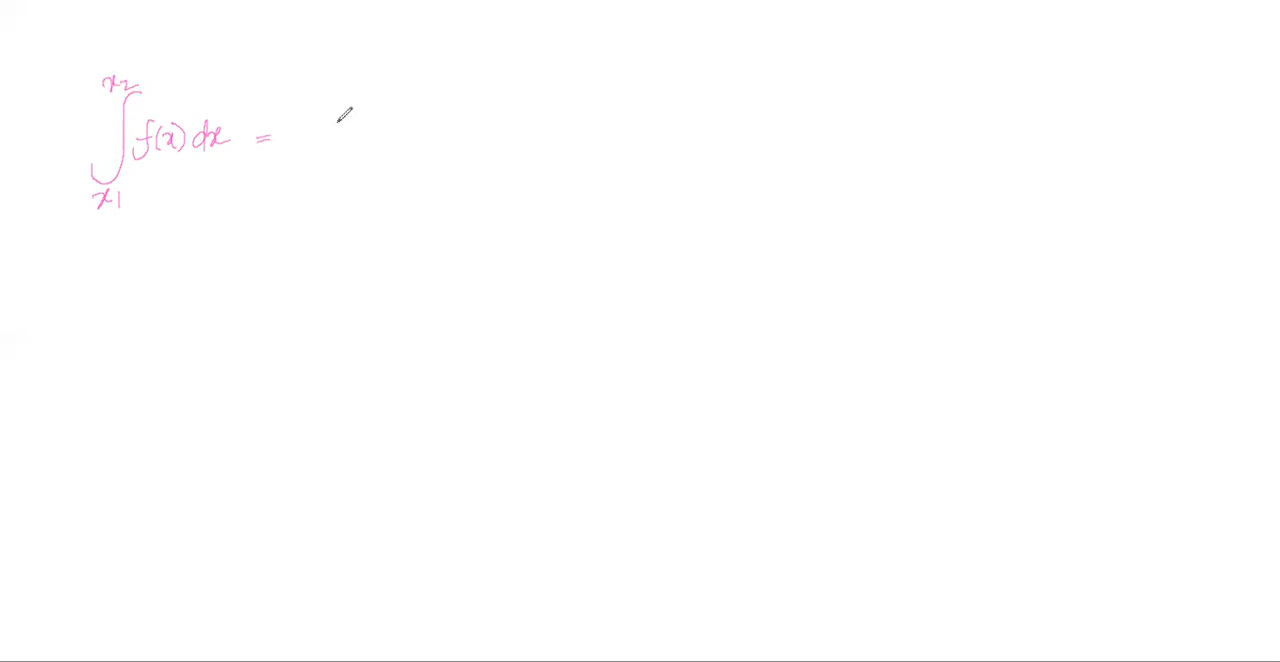 x2
∫ f(x) dx =
x1